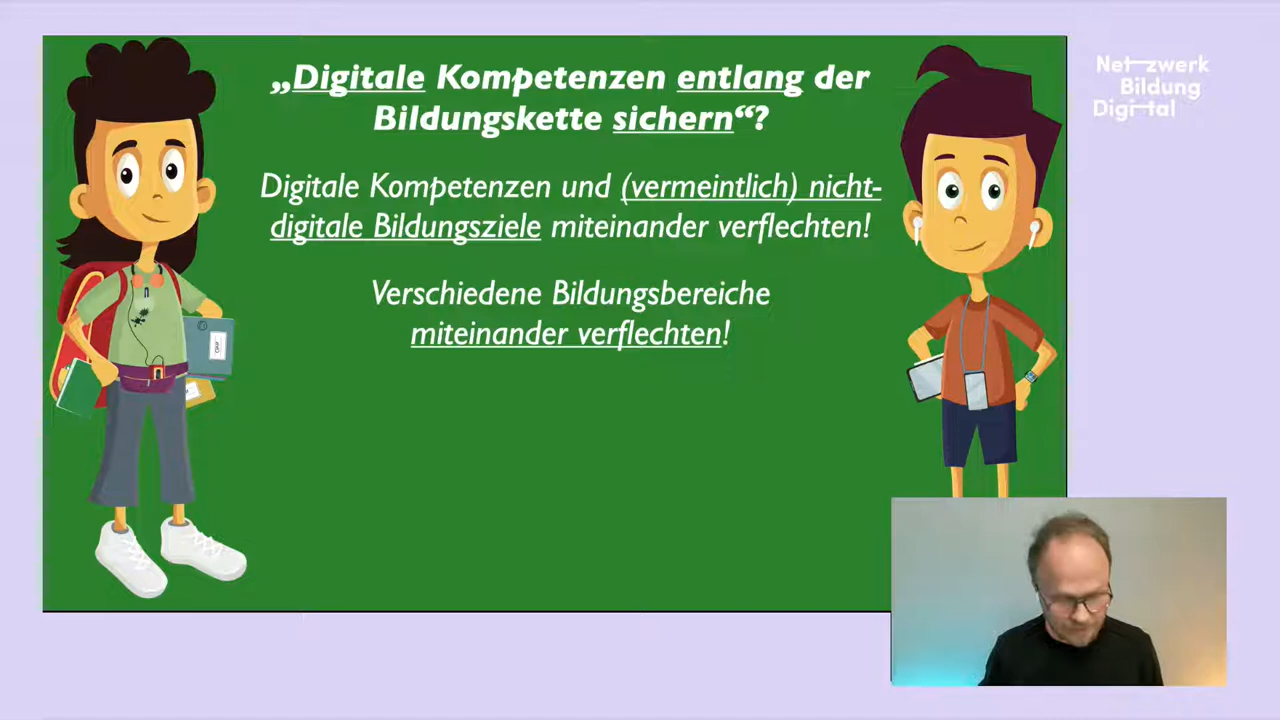 „Digitale Kompetenzen entlang der
Bildungskette sichern“?
Digitale Kompetenzen und (vermeintlich) nicht-
digitale Bildungsziele miteinander verflechten!
Verschiedene Bildungsbereiche
miteinander verflechten!
Netzwerk
Bildung
Digital